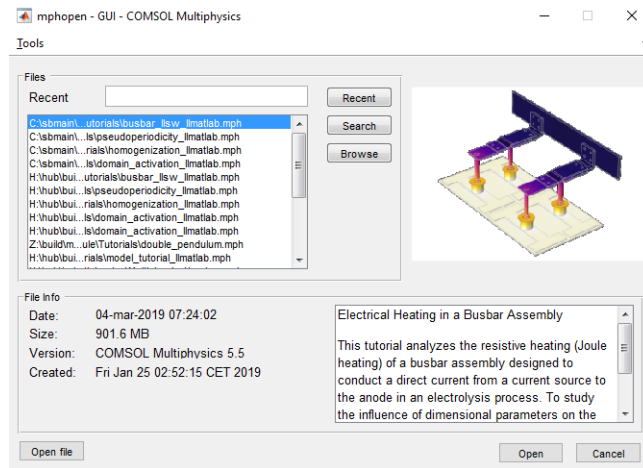 mphopen - GUI - COMSOL Multiphysics
Tools
Files
Recent
Recent
Search
Browse
C:\sbmain\...utorials\busbar_llsw_llmatlab.mph
C:\sbmain\...ls\pseudoperiodicity_llmatlab.mph
C:\sbmain\...rials\homogenization_llmatlab.mph
C:\sbmain\...ls\domain_activation_llmatlab.mph
H:\hub\bui...utorials\busbar_llsw_llmatlab.mph
H:\hub\bui...ls\pseudoperiodicity_llmatlab.mph
H:\hub\bui...rials\homogenization_llmatlab.mph
H:\hub\bui...ls\domain_activation_llmatlab.mph
H:\hub\bui...ls\domain_activation_llmatlab.mph
Z:\build\m...ule\Tutorials\double_pendulum.mph
H:\hub\bui...rials\model_tutorial_llmatlab.mph
File Info
Date: 04-mar-2019 07:24:02
Size: 901.6 MB
Version: COMSOL Multiphysics 5.5
Created: Fri Jan 25 02:52:15 CET 2019
Electrical Heating in a Busbar Assembly
This tutorial analyzes the resistive heating (Joule
heating) of a busbar assembly designed to
conduct a direct current from a current source to
the anode in an electrolysis process. To study
the influence of dimensional parameters on the
Open file
Open
Cancel